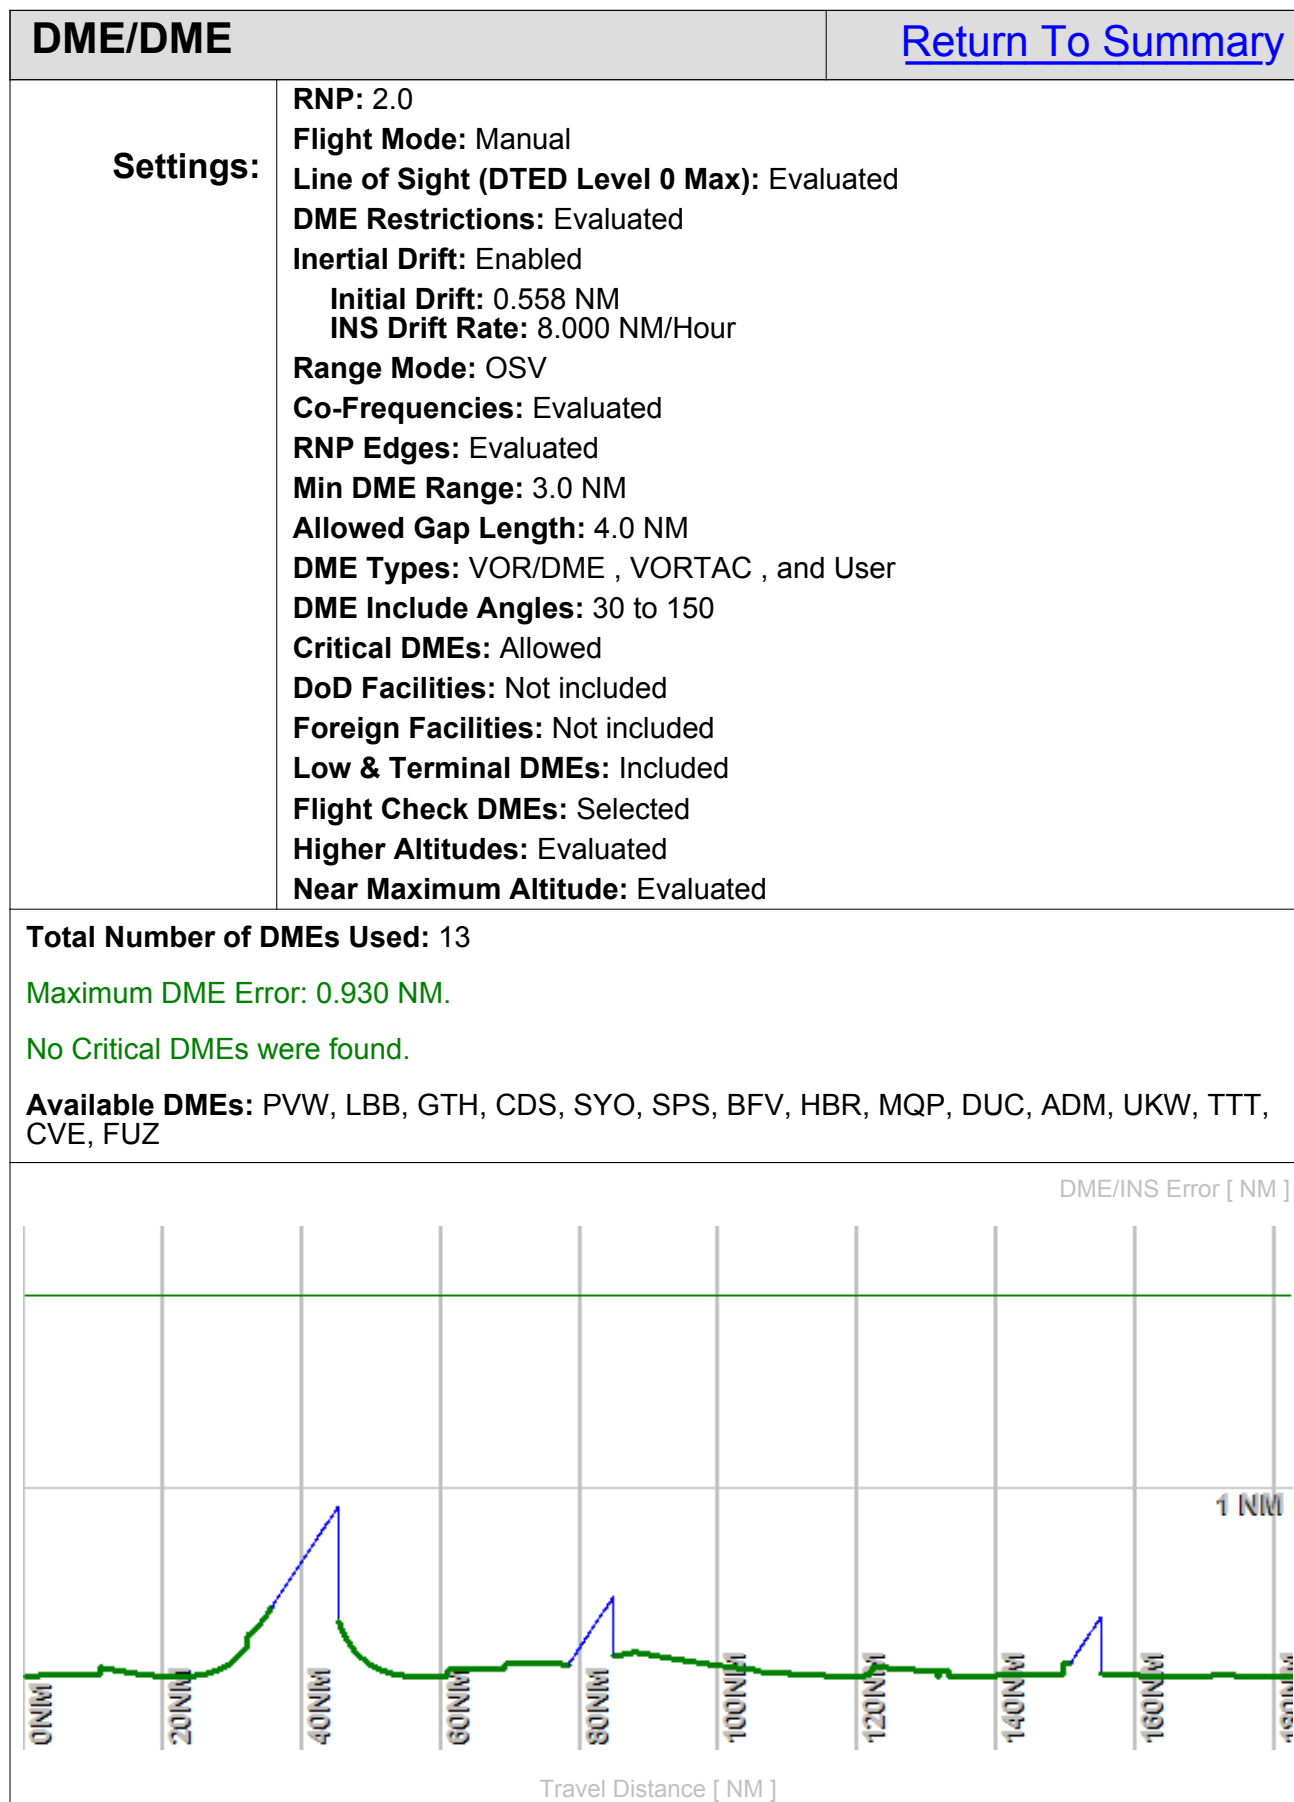 DME/DME
Return To Summary
Settings:
RNP: 2.0
Flight Mode: Manual
Line of Sight (DTED Level 0 Max): Evaluated
DME Restrictions: Evaluated
Inertial Drift: Enabled
Initial Drift: 0.558 NM
INS Drift Rate: 8.000 NM/Hour
Range Mode: OSV
Co-Frequencies: Evaluated
RNP Edges: Evaluated
Min DME Range: 3.0 NM
Allowed Gap Length: 4.0 NM
DME Types: VOR/DME , VORTAC , and User
DME Include Angles: 30 to 150
Critical DMEs: Allowed
DoD Facilities: Not included
Foreign Facilities: Not included
Low & Terminal DMEs: Included
Flight Check DMEs: Selected
Higher Altitudes: Evaluated
Near Maximum Altitude: Evaluated
Total Number of DMEs Used: 13
Maximum DME Error: 0.930 NM.
No Critical DMEs were found.
Available DMEs: PVW, LBB, GTH, CDS, SYO, SPS, BFV, HBR, MQP, DUC, ADM, UKW, TTT,
CVE, FUZ
DME/INS Error [ NM ]
1 NM
0NM
20NM
40NM
60NM
80NM
100NM
120NM
140NM
160NM
Travel Distance [ NM ]